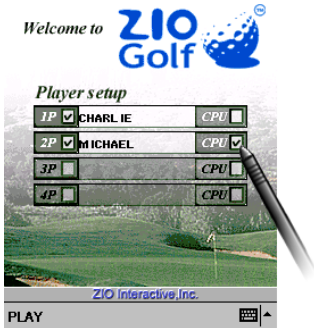 Welcome to ZIO
Golf
™
Player setup
1P CHARLIE CPU
2P MICHAEL CPU
3P CPU
4P CPU
ZIO Interactive,Inc.
PLAY